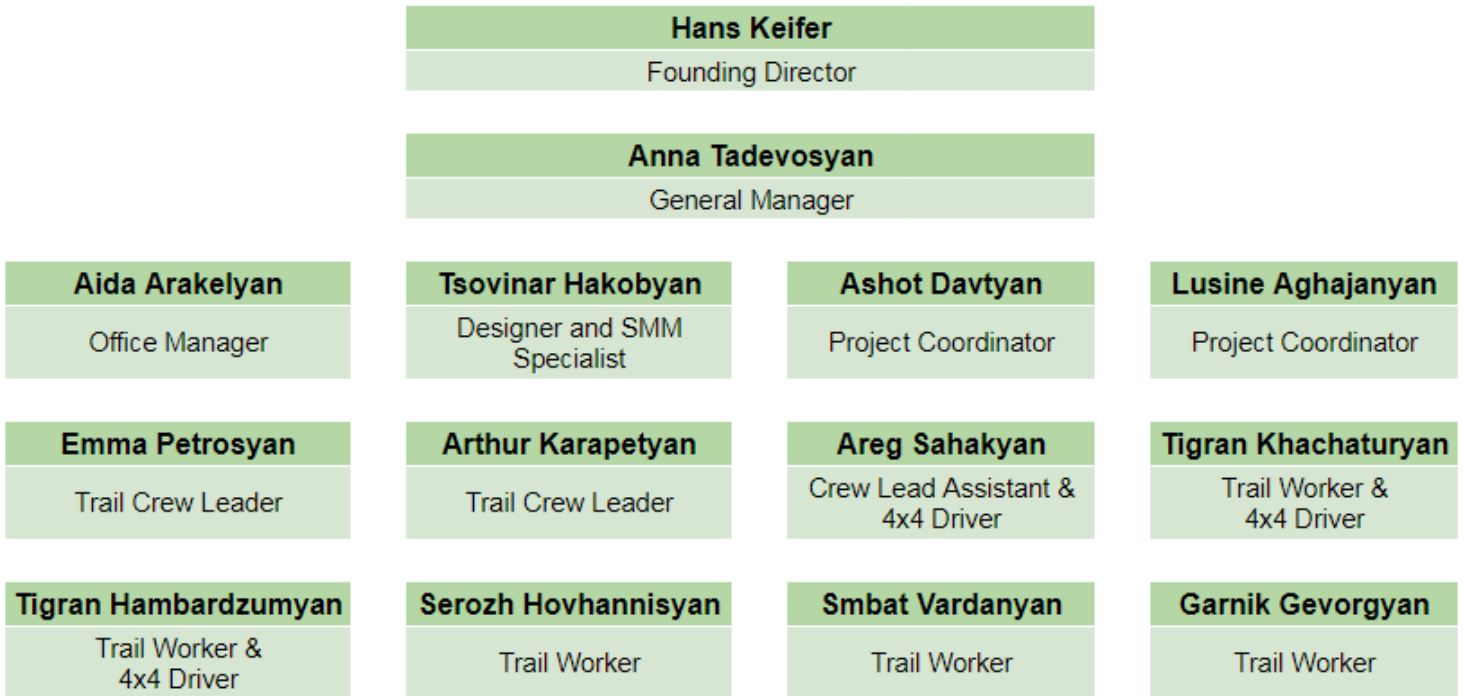 Hans Keifer
Founding Director
Anna Tadevosyan
General Manager
Aida Arakelyan
Office Manager
Tsovinar Hakobyan
Designer and SMM
Specialist
Ashot Davtyan
Project Coordinator
Lusine Aghajanyan
Project Coordinator
Emma Petrosyan
Trail Crew Leader
Arthur Karapetyan
Trail Crew Leader
Areg Sahakyan
Crew Lead Assistant &
4x4 Driver
Tigran Khachaturyan
Trail Worker &
4x4 Driver
Tigran Hambardzumyan
Trail Worker &
4x4 Driver
Serozh Hovhannisyan
Trail Worker
Smbat Vardanyan
Trail Worker
Garnik Gevorgyan
Trail Worker